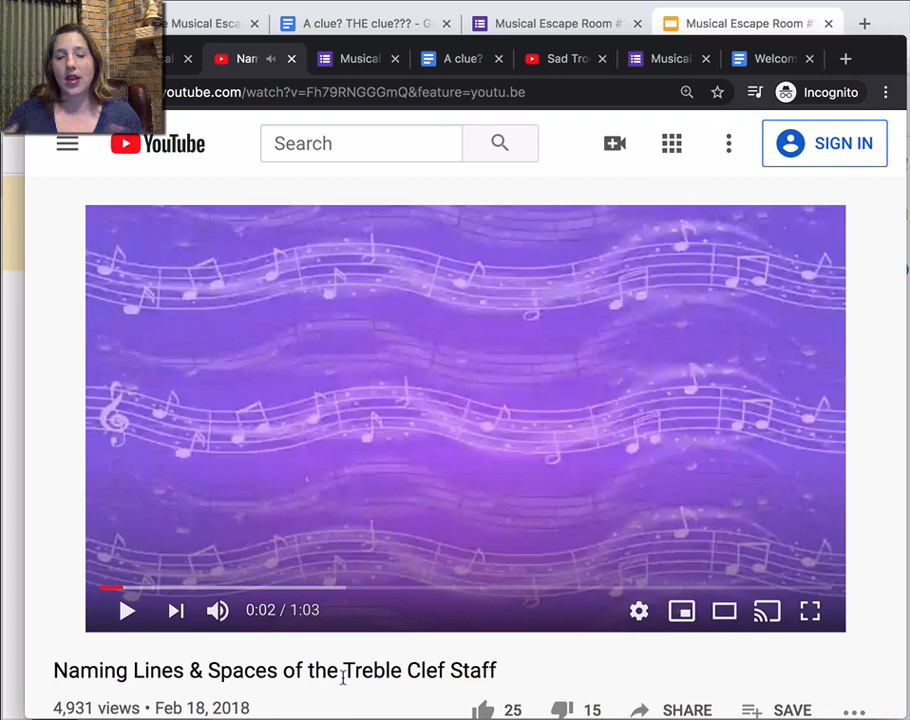 e Musical Esca
A clue? THE clue??? - G
Musical Escape Room #
Musical Escape Room #
al
Nam
Musical
A clue?
Sad Tro
Musical
Welcom
youtube.com/watch?v=Fh79RNGGGmQ&feature=youtu.be
Incognito
YouTube
Search
SIGN IN
0:02 / 1:03
Naming Lines & Spaces of the Treble Clef Staff
4,931 views • Feb 18, 2018
25
15
SHARE
SAVE